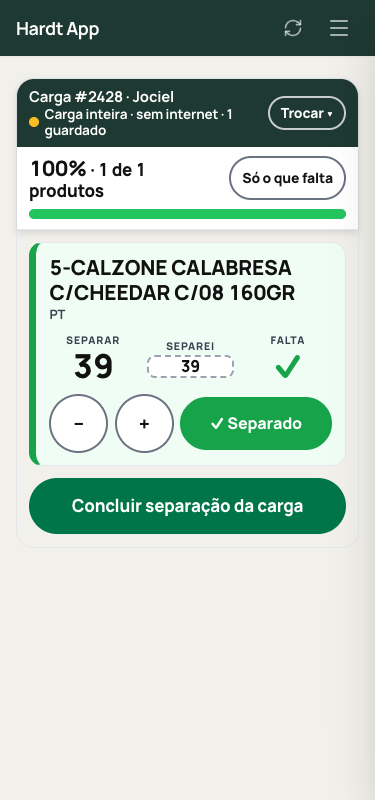 Hardt App
Carga #2428 · Jociel
Carga inteira · sem internet · 1
guardado
Trocar ▾
100% · 1 de 1
produtos
Só o que falta
5-CALZONE CALABRESA
C/CHEEDAR C/08 160GR
PT
SEPARAR
SEPAREI
FALTA
39
39
✓
−
+
✓ Separado
Concluir separação da carga